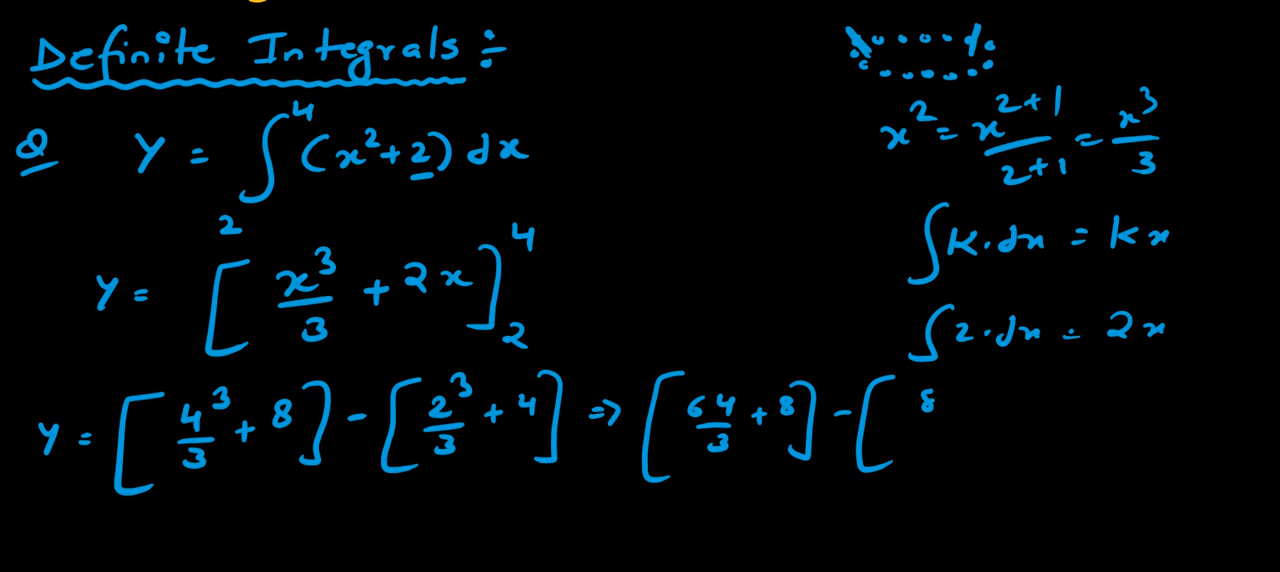 Definite Integrals :-
Q Y = ∫₂⁴ (x² + 2) dx
Y = [ x³/3 + 2x ]₂⁴
y = [ 4³/3 + 8 ] - [ 2³/3 + 4 ] => [ 64/3 + 8 ] - [ 8
x² = x²⁺¹/2+1 = x³/3
∫ K.dx = kx
∫ 2.dx = 2x